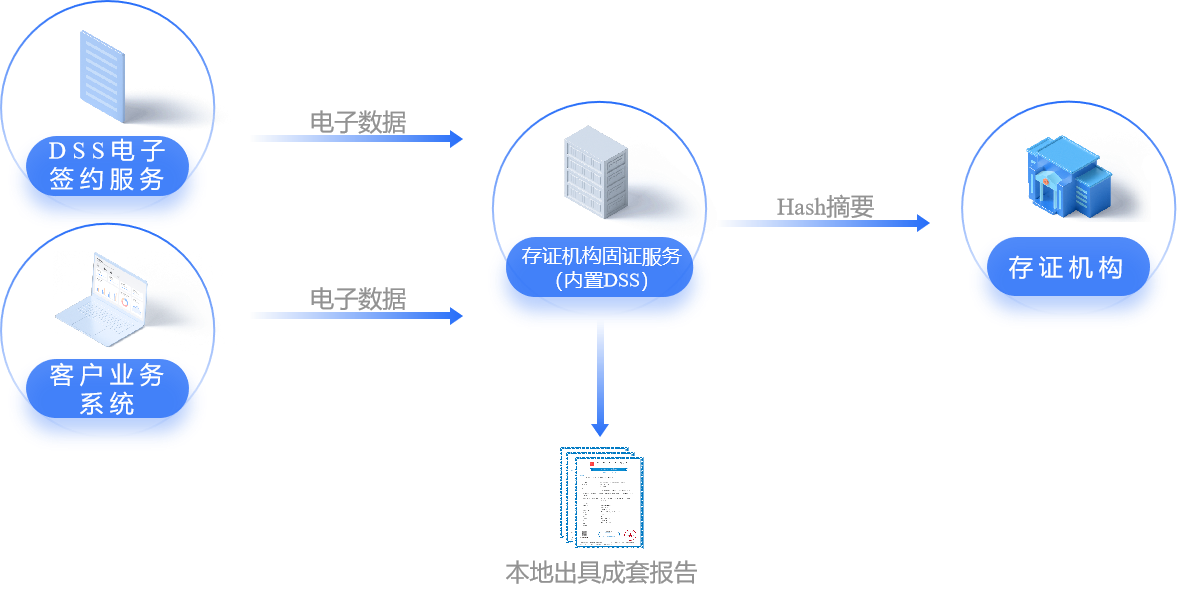 DSS电子
签约服务
电子数据
客户业务
系统
电子数据
存证机构固证服务
（内置DSS）
Hash摘要
存证机构
本地出具成套报告